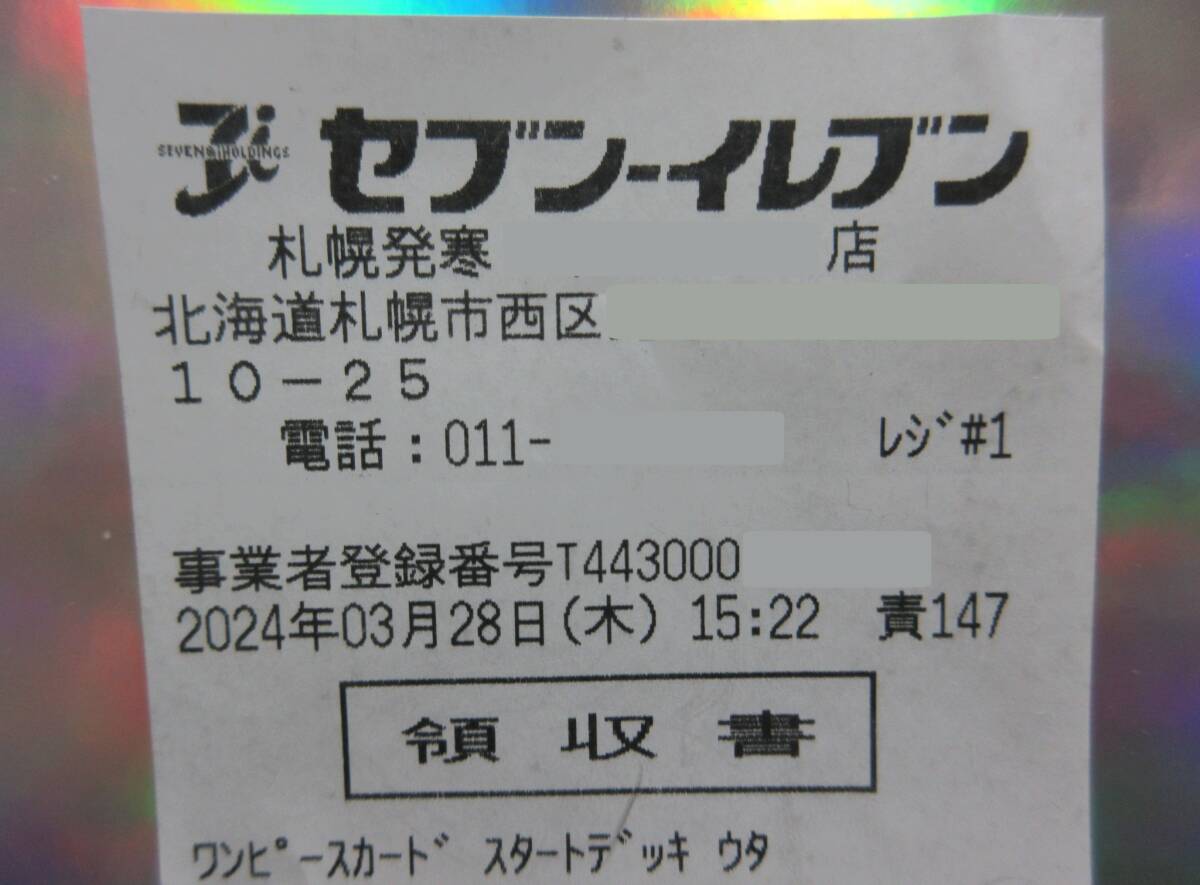 SEVEN&iHOLDINGS
セブン-イレブン
札幌発寒 店
北海道札幌市西区
10-25
電話:011- レジ#1
事業者登録番号T443000
2024年03月28日(木) 15:22 責147
領収書
ワンピースカード スタートデッキ ウタ